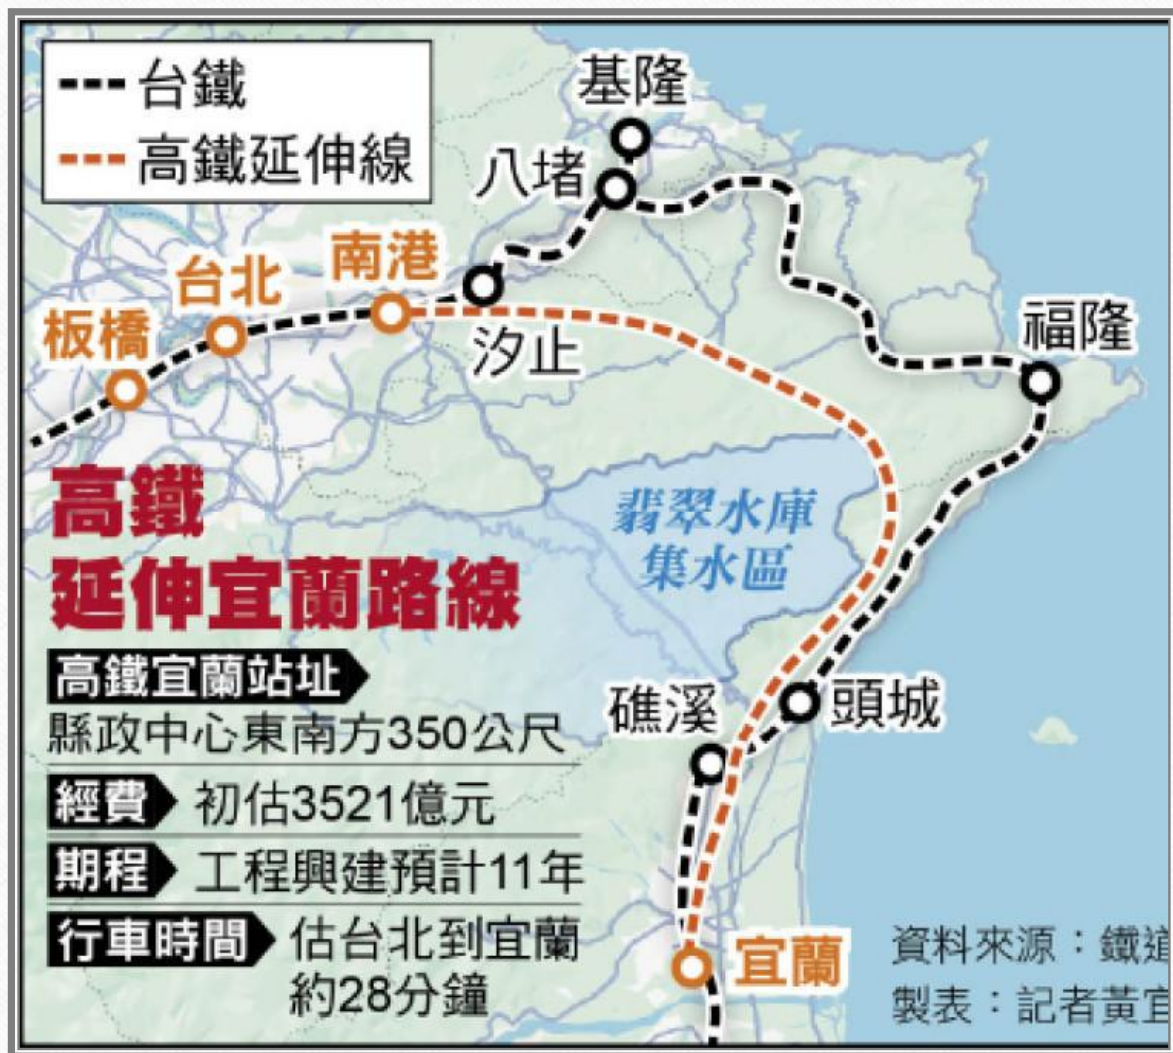 台鐵
高鐵延伸線
基隆
八堵
南港
台北
板橋
汐止
福隆
高鐵
延伸宜蘭路線
翡翠水庫
集水區
高鐵宜蘭站址
縣政中心東南方350公尺
礁溪
頭城
經費 初估3521億元
期程 工程興建預計11年
行車時間 估台北到宜蘭
約28分鐘
宜蘭
資料來源：鐵道
製表：記者黃宜